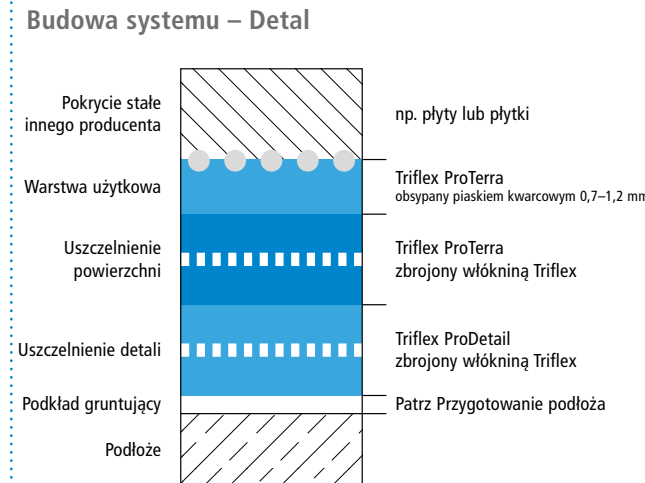 Budowa systemu – Detal
Pokrycie stałe
innego producenta
np. płyty lub płytki
Warstwa użytkowa
Triflex ProTerra
obsypany piaskiem kwarcowym 0,7–1,2 mm
Uszczelnienie
powierzchni
Triflex ProTerra
zbrojony włókniną Triflex
Uszczelnienie detali
Triflex ProDetail
zbrojony włókniną Triflex
Podkład gruntujący
Patrz Przygotowanie podłoża
Podłoże